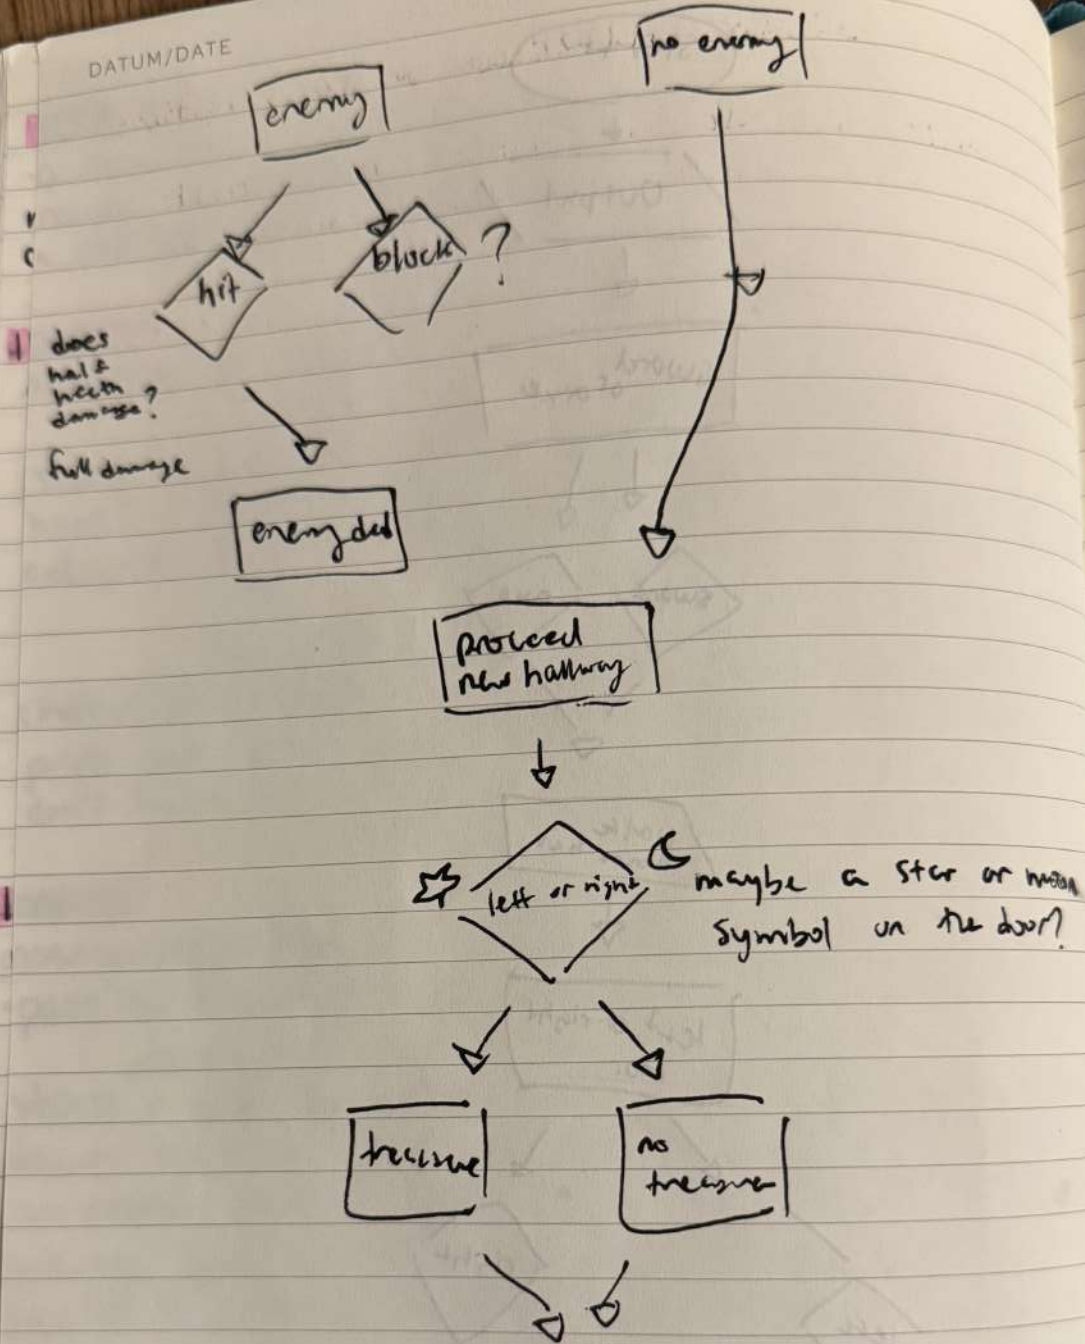 DATUM/DATE
enemy
no enemy
hit
block ?
does
half
health
damage?
full damage
enemy dead
proceed
new hallway
left or right
maybe a star or moon
symbol on the door?
treasure
no
treasure